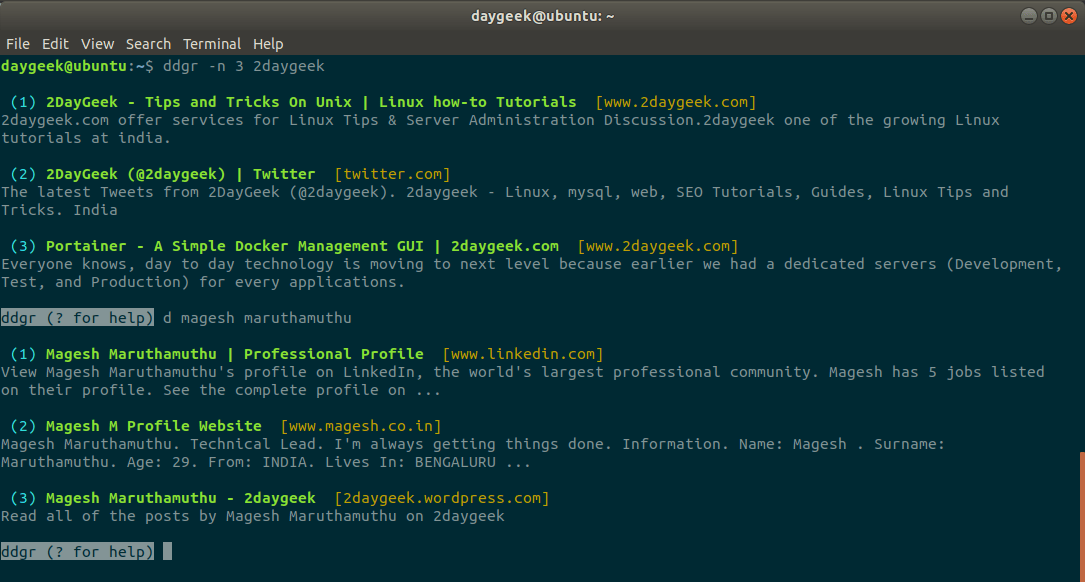 daygeek@ubuntu: ~
File Edit View Search Terminal Help
daygeek@ubuntu:~$ ddgr -n 3 2daygeek
(1) 2DayGeek - Tips and Tricks On Unix | Linux how-to Tutorials [www.2daygeek.com]
2daygeek.com offer services for Linux Tips & Server Administration Discussion.2daygeek one of the growing Linux
tutorials at india.
(2) 2DayGeek (@2daygeek) | Twitter [twitter.com]
The latest Tweets from 2DayGeek (@2daygeek). 2daygeek - Linux, mysql, web, SEO Tutorials, Guides, Linux Tips and
Tricks. India
(3) Portainer - A Simple Docker Management GUI | 2daygeek.com [www.2daygeek.com]
Everyone knows, day to day technology is moving to next level because earlier we had a dedicated servers (Development,
Test, and Production) for every applications.
ddgr (? for help) d magesh maruthamuthu
(1) Magesh Maruthamuthu | Professional Profile [www.linkedin.com]
View Magesh Maruthamuthu's profile on LinkedIn, the world's largest professional community. Magesh has 5 jobs listed
on their profile. See the complete profile on ...
(2) Magesh M Profile Website [www.magesh.co.in]
Magesh Maruthamuthu. Technical Lead. I'm always getting things done. Information. Name: Magesh . Surname:
Maruthamuthu. Age: 29. From: INDIA. Lives In: BENGALURU ...
(3) Magesh Maruthamuthu - 2daygeek [2daygeek.wordpress.com]
Read all of the posts by Magesh Maruthamuthu on 2daygeek
ddgr (? for help)